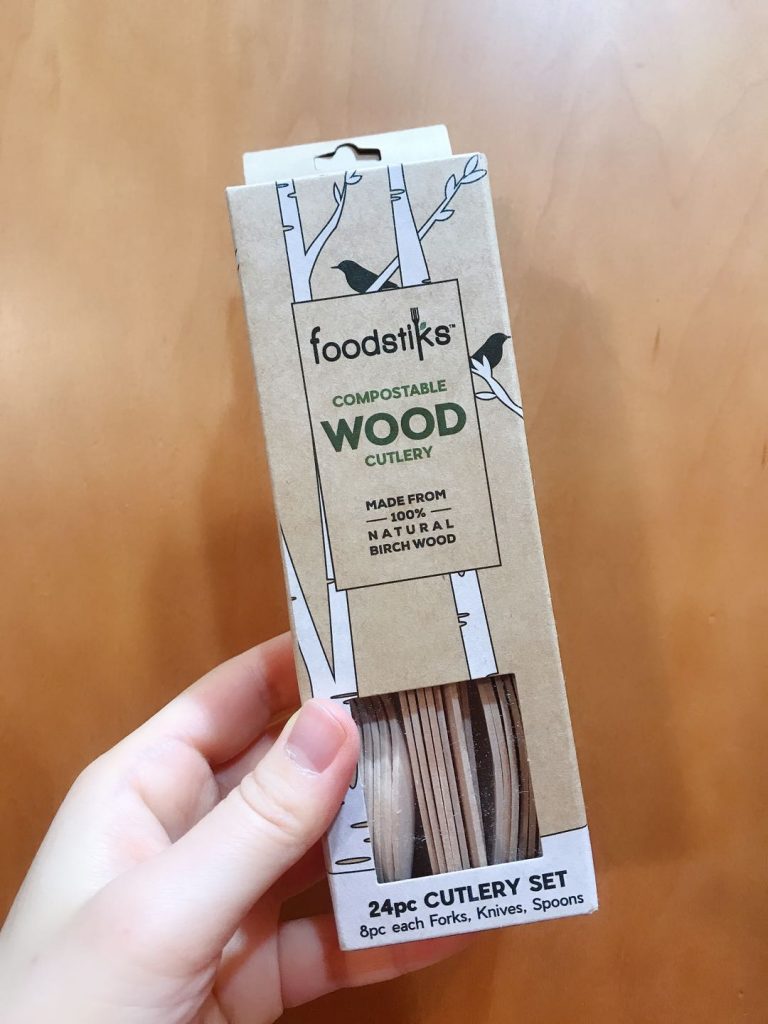 foodstiks™
COMPOSTABLE
WOOD
CUTLERY
MADE FROM
100%
NATURAL
BIRCH WOOD
24pc CUTLERY SET
8pc each Forks, Knives, Spoons